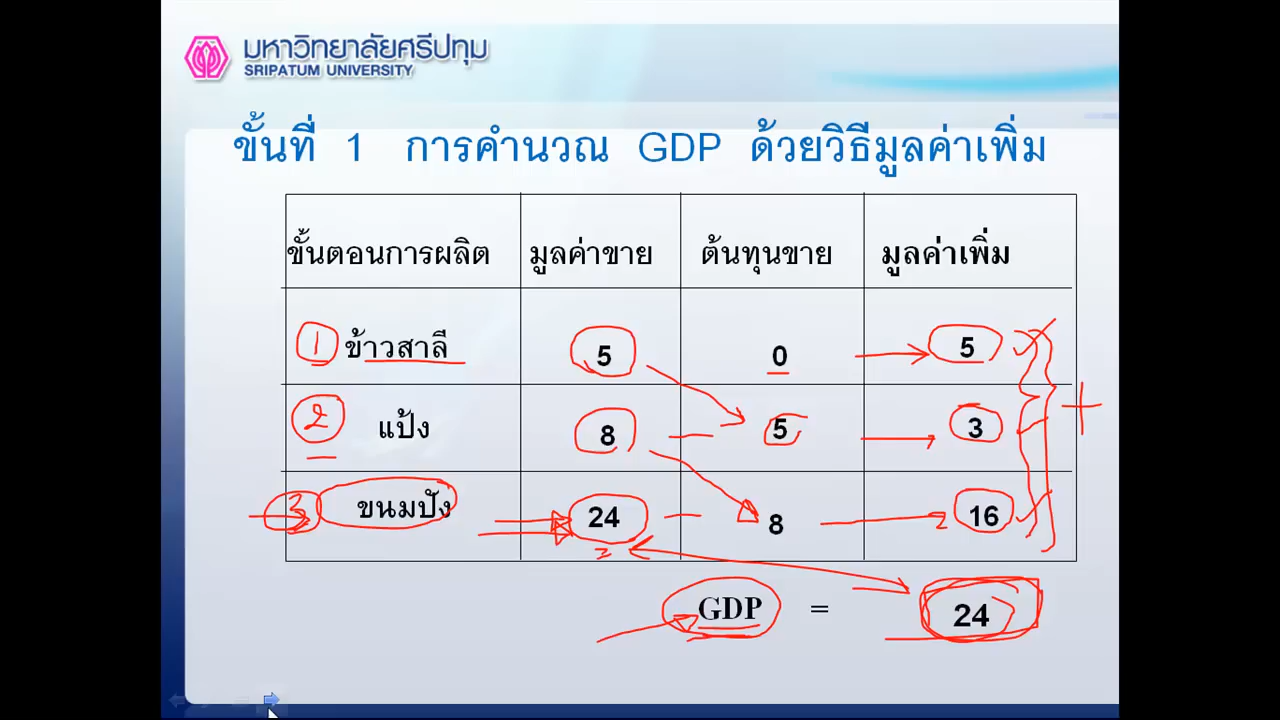 มหาวิทยาลัยศรีปทุม
SRIPATUM UNIVERSITY
ขั้นที่ 1 การคำนวณ GDP ด้วยวิธีมูลค่าเพิ่ม
ขั้นตอนการผลิต มูลค่าขาย ต้นทุนขาย มูลค่าเพิ่ม
1 ข้าวสาลี 5 0 5
2 แป้ง 8 - 5 3 +
3 ขนมปัง 24 - 8 16
GDP = 24